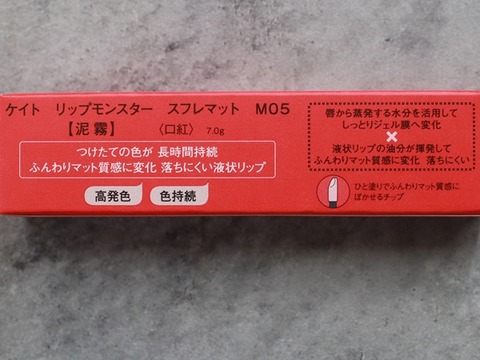 ケイト　リップモンスター　スフレマット　M05
【泥霧】　〈口紅〉　7.0g
つけたての色が 長時間持続
ふんわりマット質感に変化 落ちにくい液状リップ
高発色　色持続
唇から蒸発する水分を活用して
しっとりジェル膜へ変化
×
液状リップの油分が揮発して
ふんわりマット質感に変化 落ちにくい
ひと塗りでふんわりマット質感に
ぼかせるチップ